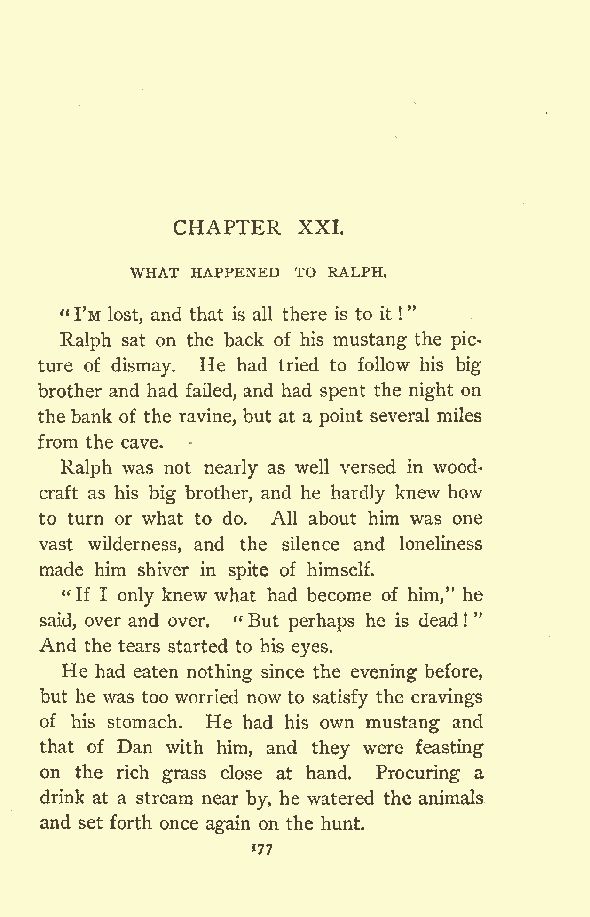 CHAPTER XXI.
WHAT HAPPENED TO RALPH.
"I'M lost, and that is all there is to it!"
Ralph sat on the back of his mustang the pic-
ture of dismay. He had tried to follow his big
brother and had failed, and had spent the night on
the bank of the ravine, but at a point several miles
from the cave.
Ralph was not nearly as well versed in wood-
craft as his big brother, and he hardly knew how
to turn or what to do. All about him was one
vast wilderness, and the silence and loneliness
made him shiver in spite of himself.
"If I only knew what had become of him," he
said, over and over. "But perhaps he is dead!"
And the tears started to his eyes.
He had eaten nothing since the evening before,
but he was too worried now to satisfy the cravings
of his stomach. He had his own mustang and
that of Dan with him, and they were feasting
on the rich grass close at hand. Procuring a
drink at a stream near by, he watered the animals
and set forth once again on the hunt.
177